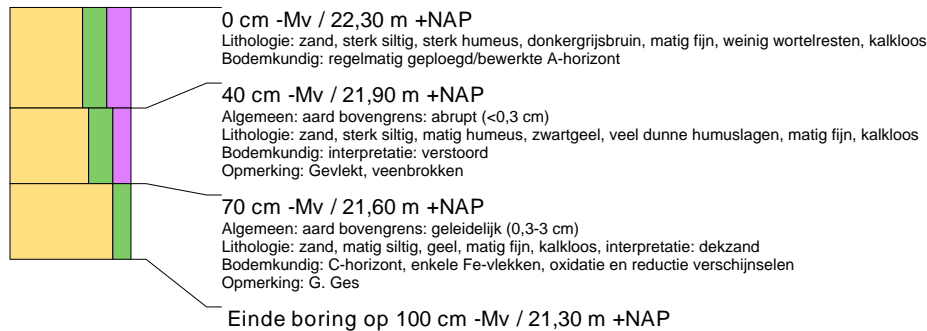 0 cm -Mv / 22,30 m +NAP
Lithologie: zand, sterk siltig, sterk humeus, donkergrijsbruin, matig fijn, weinig wortelresten, kalkloos
Bodemkundig: regelmatig geploegd/bewerkte A-horizont
40 cm -Mv / 21,90 m +NAP
Algemeen: aard bovengrens: abrupt (<0,3 cm)
Lithologie: zand, sterk siltig, matig humeus, zwartgeel, veel dunne humuslagen, matig fijn, kalkloos
Bodemkundig: interpretatie: verstoord
Opmerking: Gevlekt, veenbrokken
70 cm -Mv / 21,60 m +NAP
Algemeen: aard bovengrens: geleidelijk (0,3-3 cm)
Lithologie: zand, matig siltig, geel, matig fijn, kalkloos, interpretatie: dekzand
Bodemkundig: C-horizont, enkele Fe-vlekken, oxidatie en reductie verschijnselen
Opmerking: G. Ges
Einde boring op 100 cm -Mv / 21,30 m +NAP